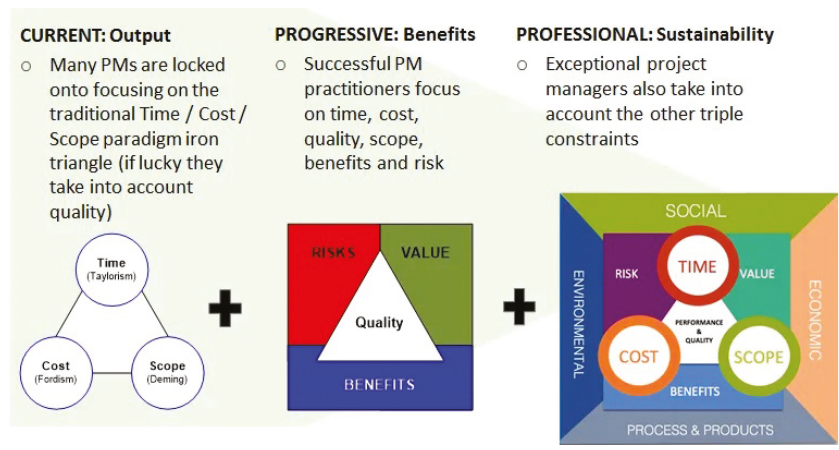 CURRENT: Output
○ Many PMs are locked
onto focusing on the
traditional Time / Cost /
Scope paradigm iron
triangle (if lucky they
take into account
quality)
Time
(Taylorism)
Cost
(Fordism)
Scope
(Deming)
PROGRESSIVE: Benefits
○ Successful PM
practitioners focus
on time, cost,
quality, scope,
benefits and risk
RISKS
VALUE
Quality
BENEFITS
PROFESSIONAL: Sustainability
○ Exceptional project
managers also take into
account the other triple
constraints
SOCIAL
ENVIRONMENTAL
RISK
TIME
VALUE
ECONOMIC
PERFORMANCE
&
QUALITY
COST
SCOPE
BENEFITS
PROCESS & PRODUCTS